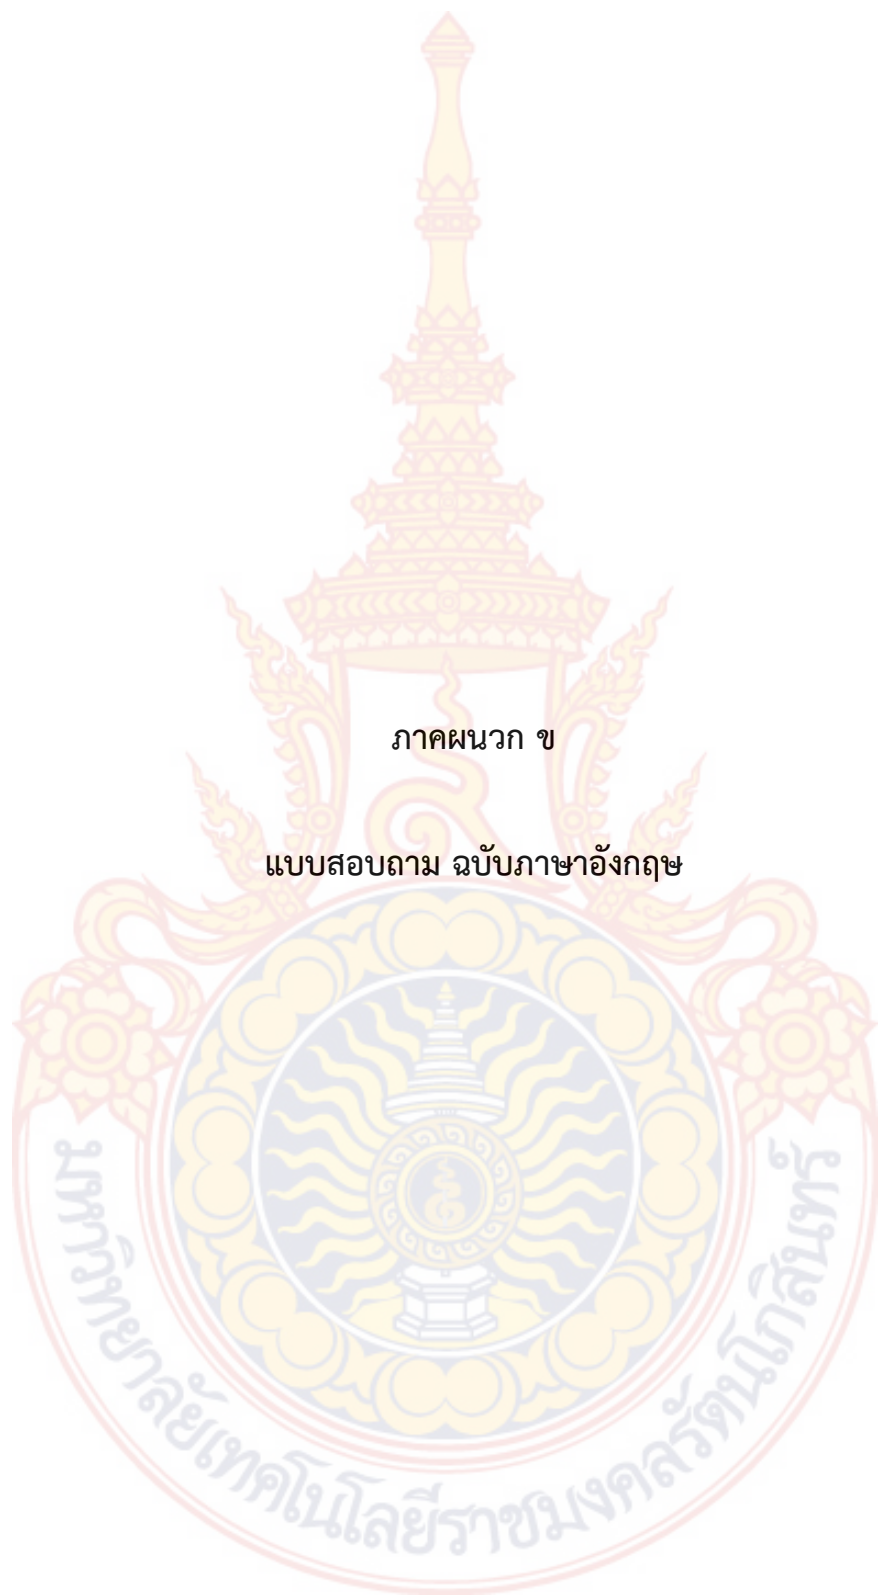 ภาคผนวก ข
แบบสอบถาม ฉบับภาษาอังกฤษ
มหาวิทยาลัยเทคโนโลยีราชมงคลรัตนโกสินทร์